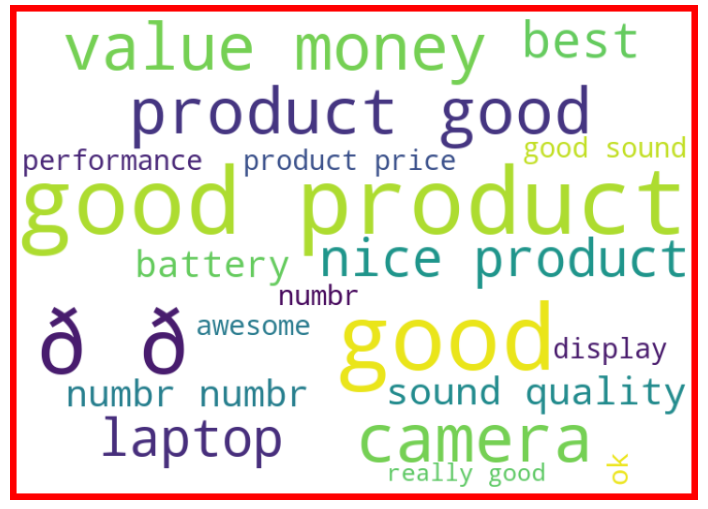 value money
best
product good
good sound
performance
product price
good product
battery
nice product
numbr
ð ð
awesome
good
display
numbr numbr
sound quality
laptop
camera
really good
ok